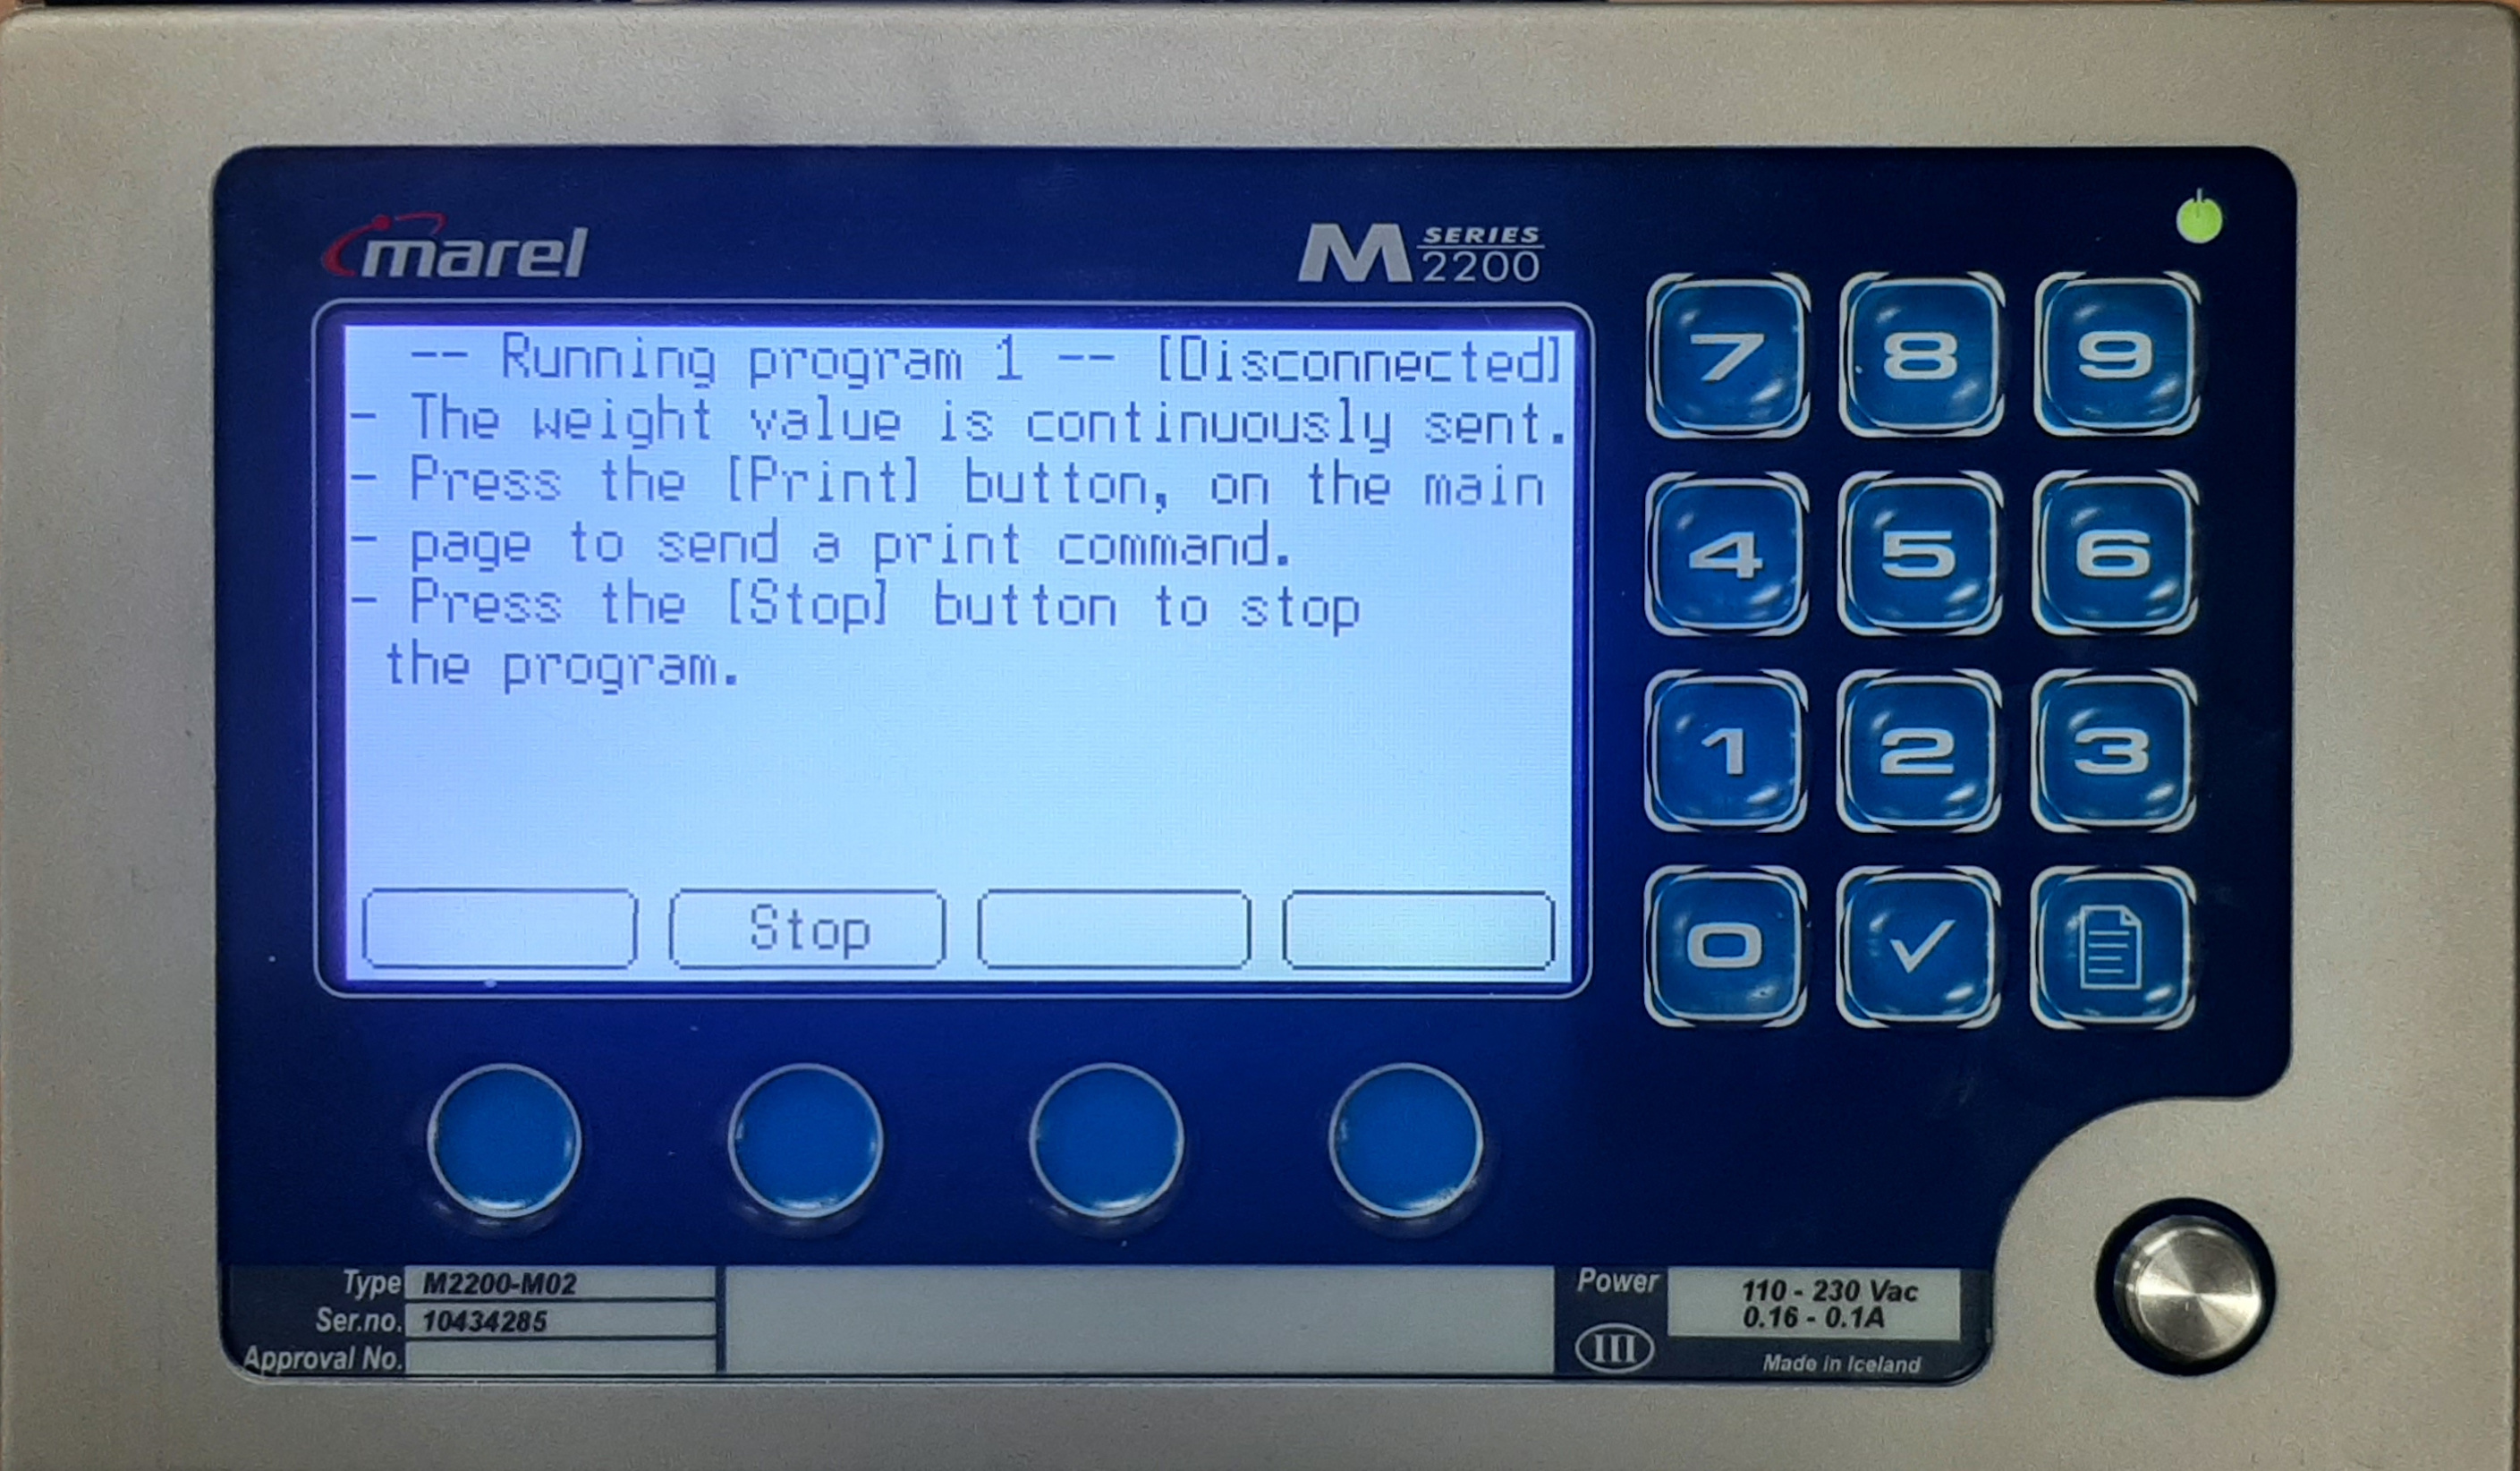 marel
M SERIES 2200
-- Running program 1 -- [Disconnected]
- The weight value is continuously sent.
- Press the [Print] button, on the main
- page to send a print command.
- Press the [Stop] button to stop
the program.
Stop
7 8 9
4 5 6
1 2 3
0
Type M2200-M02
Ser.no. 10434285
Approval No.
Power 110 - 230 Vac
0.16 - 0.1A
III
Made in Iceland